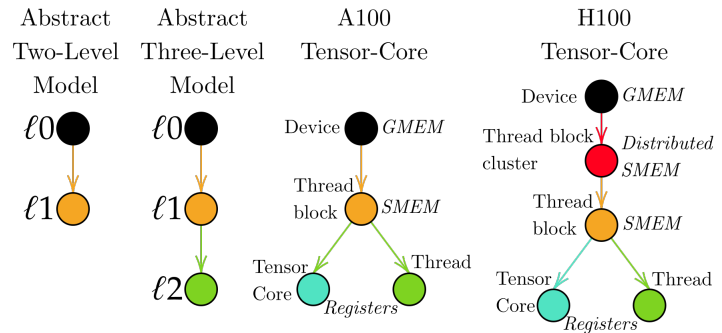 Abstract
Two-Level
Model
ℓ0
ℓ1
Abstract
Three-Level
Model
ℓ0
ℓ1
ℓ2
A100
Tensor-Core
Device
GMEM
Thread
block
SMEM
Tensor
Core
Registers
Thread
H100
Tensor-Core
Device
GMEM
Thread block
cluster
Distributed
SMEM
Thread
block
SMEM
Tensor
Core
Registers
Thread